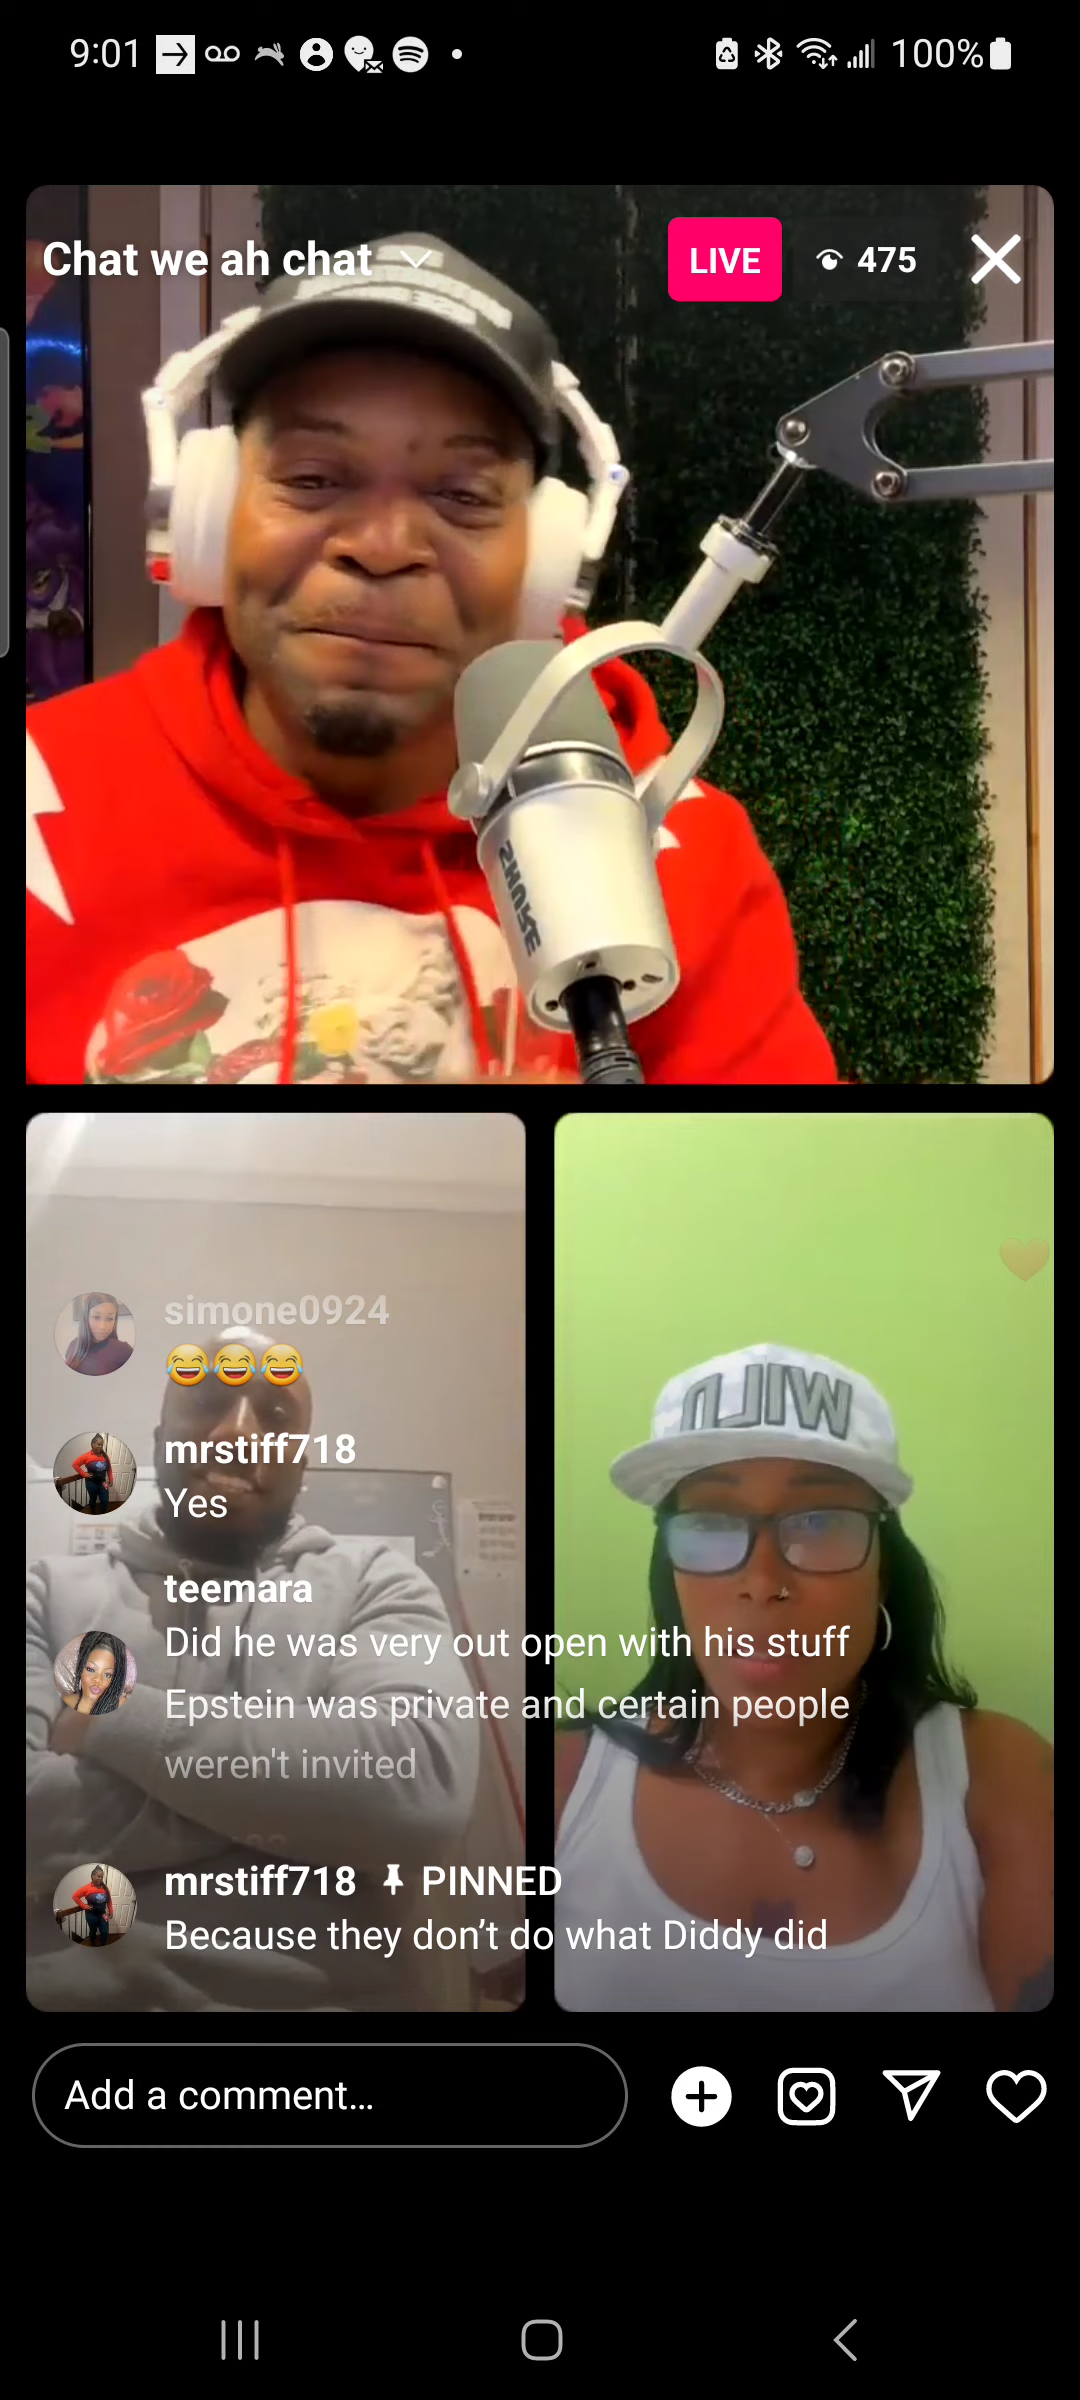 9:01
100%
Chat we ah chat
LIVE
475
SHURE
WILD
simone0924
😂😂😂
mrstiff718
Yes
teemara
Did he was very out open with his stuff
Epstein was private and certain people
weren't invited
mrstiff718 PINNED
Because they don’t do what Diddy did
Add a comment...